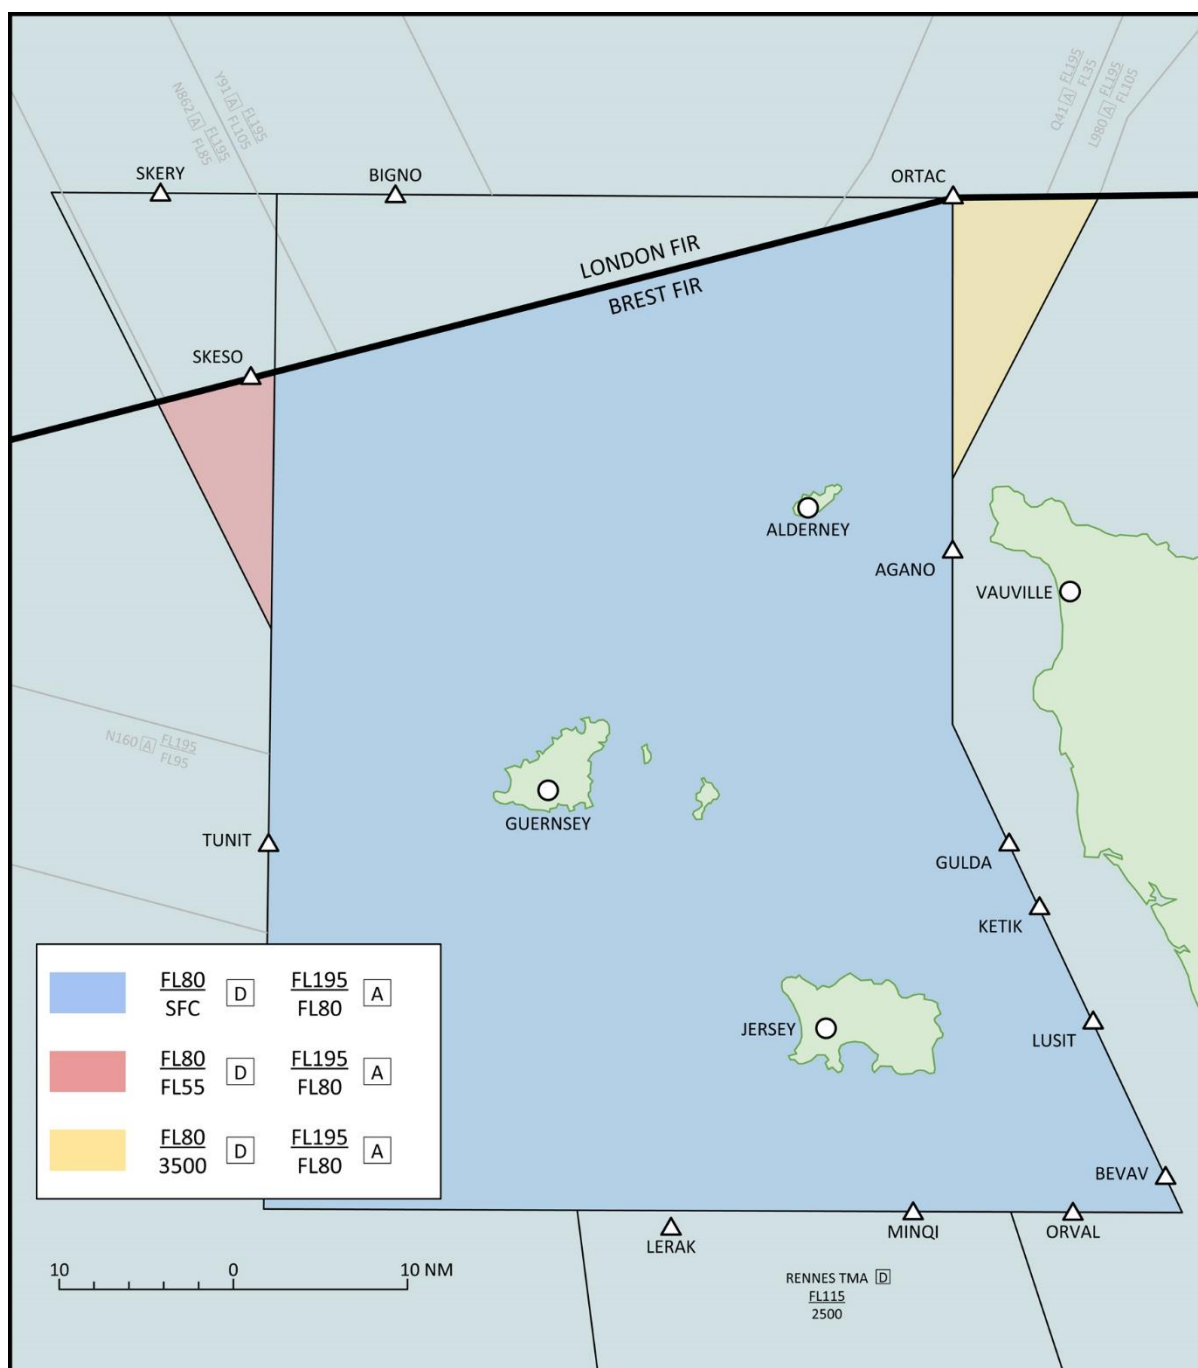 Y91 A FL195
FL105
N862 A FL195
FL85
Q41 A FL195
FL35
L980 A FL195
FL105
SKERY
BIGNO
ORTAC
LONDON FIR
BREST FIR
SKESO
ALDERNEY
AGANO
VAUVILLE
N160 A FL195
FL95
GUERNSEY
TUNIT
GULDA
KETIK
JERSEY
LUSIT
BEVAV
FL80 D FL195 A
SFC FL80
FL80 D FL195 A
FL55 FL80
FL80 D FL195 A
3500 FL80
LERAK
MINQI
ORVAL
10 0 10 NM
RENNES TMA D
FL115
2500